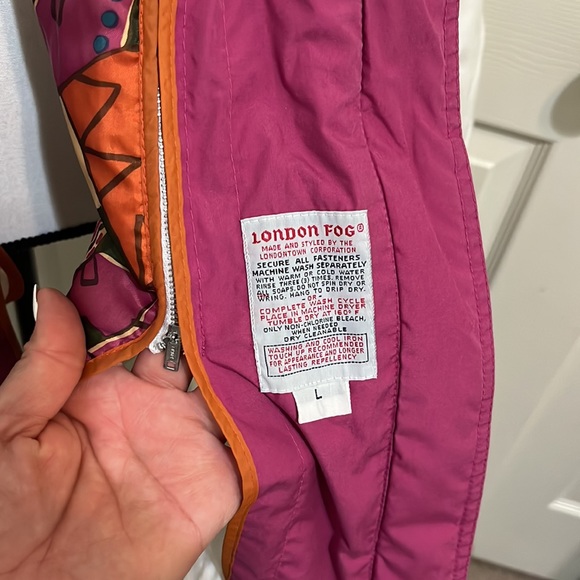 LONDON FOG®
MADE AND STYLED BY THE
LONDONTOWN CORPORATION
SECURE ALL FASTENERS
MACHINE WASH SEPARATELY
WITH WARM OR COLD WATER
RINSE THREE (3) TIMES, REMOVE
ALL SOAPS. DO NOT SPIN DRY OR
WRING. HANG TO DRIP DRY.
-OR-
COMPLETE WASH CYCLE
PLACE IN MACHINE DRYER
TUMBLE DRY AT 160° F.
ONLY NON-CHLORINE BLEACH,
WHEN NEEDED
DRY CLEANABLE
WASHING AND COOL IRON
TOUCH UP RECOMMENDED
FOR APPEARANCE AND LONGER
LASTING REPELLENCY.
L